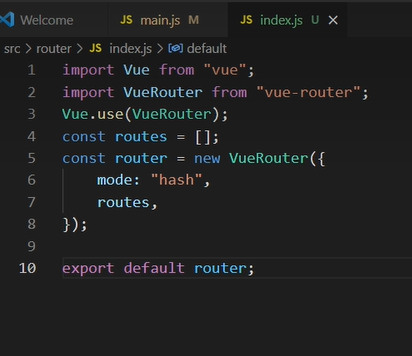 Welcome JS main.js M JS index.js U ×
src > router > JS index.js > default
1 import Vue from "vue";
2 import VueRouter from "vue-router";
3 Vue.use(VueRouter);
4 const routes = [];
5 const router = new VueRouter({
6 mode: "hash",
7 routes,
8 });
9
10 export default router;